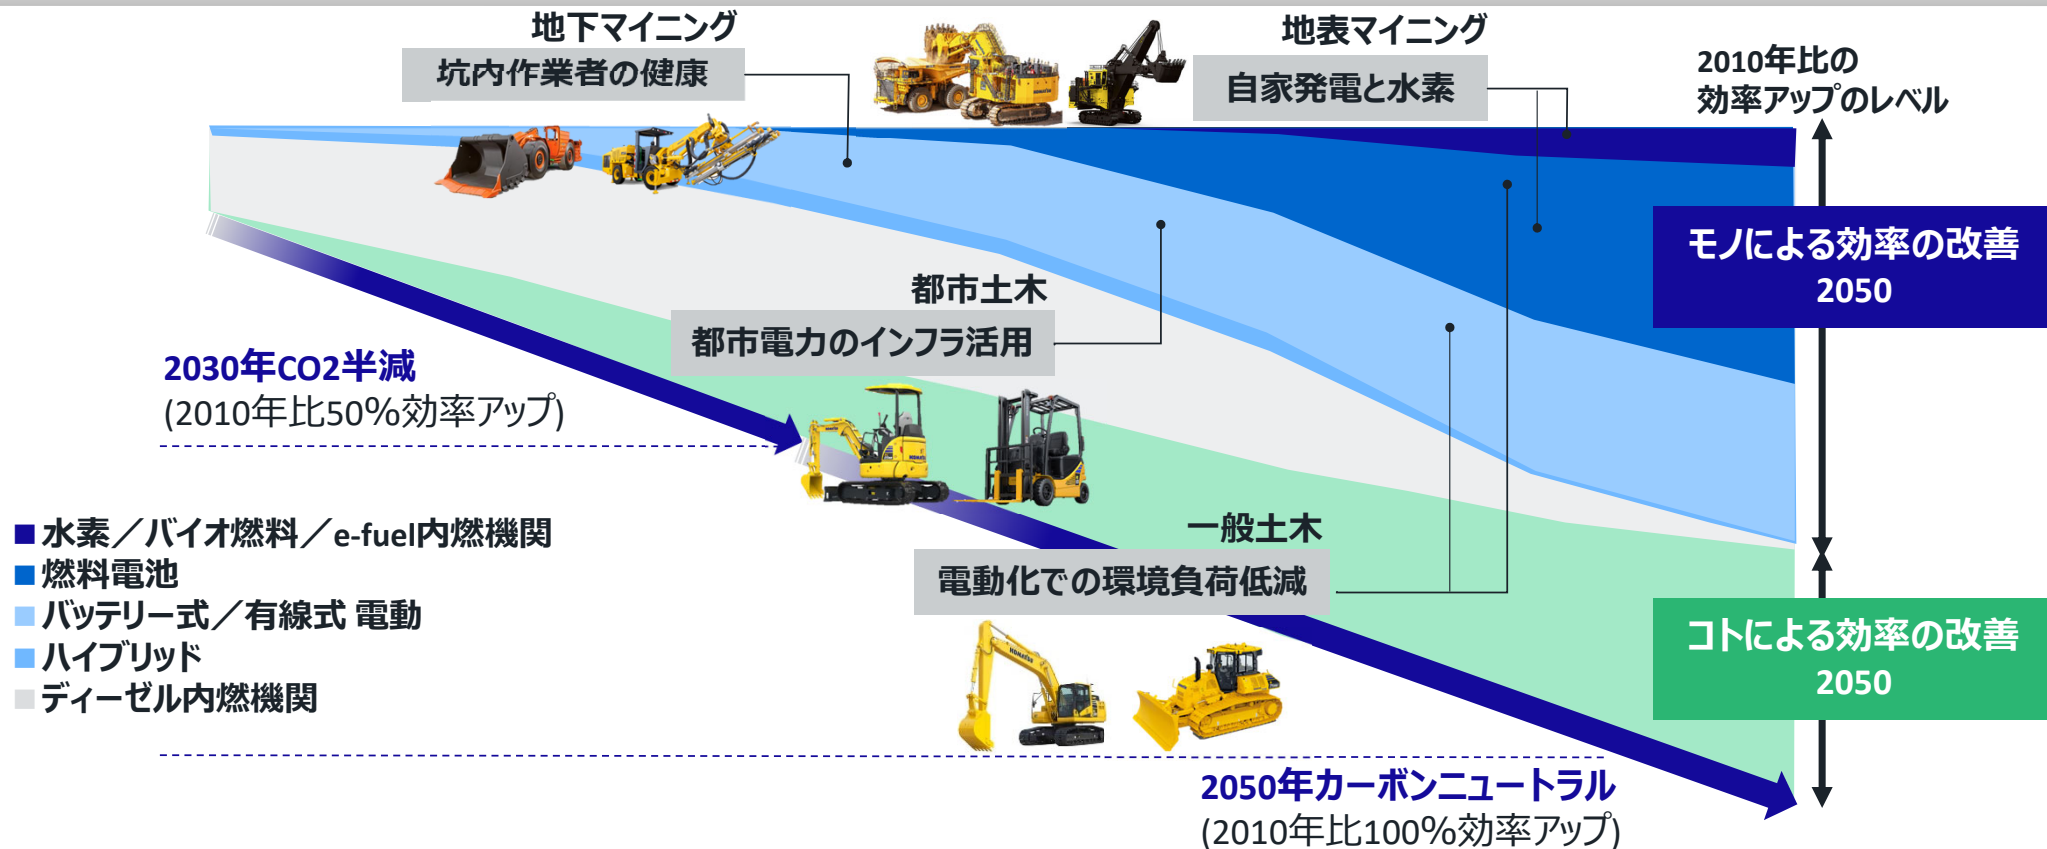 地下マイニング
坑内作業者の健康
地表マイニング
自家発電と水素
2010年比の
効率アップのレベル
モノによる効率の改善
2050
都市土木
都市電力のインフラ活用
2030年CO2半減
(2010年比50%効率アップ)
KOMATSU
一般土木
電動化での環境負荷低減
■水素／バイオ燃料／e-fuel内燃機関
■燃料電池
■バッテリー式／有線式 電動
■ハイブリッド
■ディーゼル内燃機関
KOMATSU
コトによる効率の改善
2050
2050年カーボンニュートラル
(2010年比100%効率アップ)